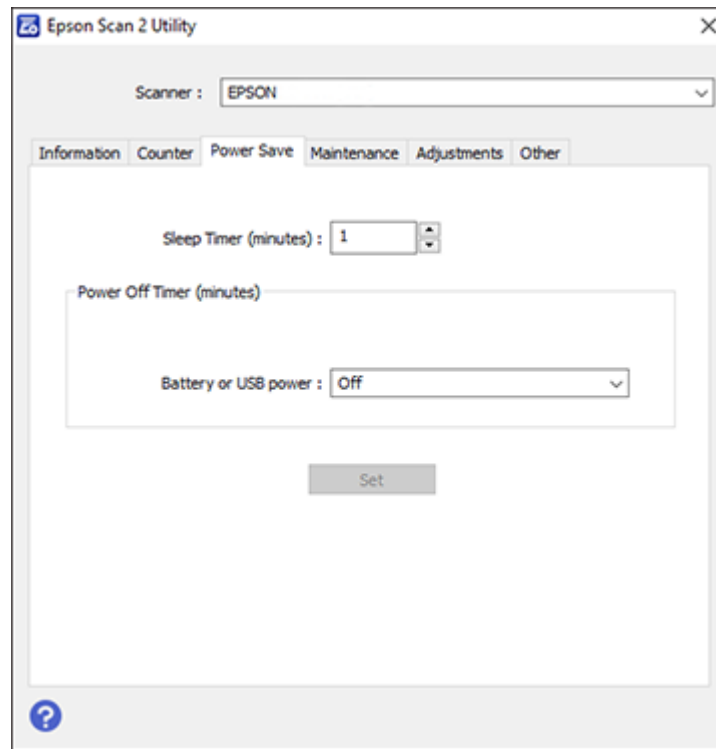 Epson Scan 2 Utility
Scanner : EPSON
Information Counter Power Save Maintenance Adjustments Other
Sleep Timer (minutes) : 1
Power Off Timer (minutes)
Battery or USB power : Off
Set
?